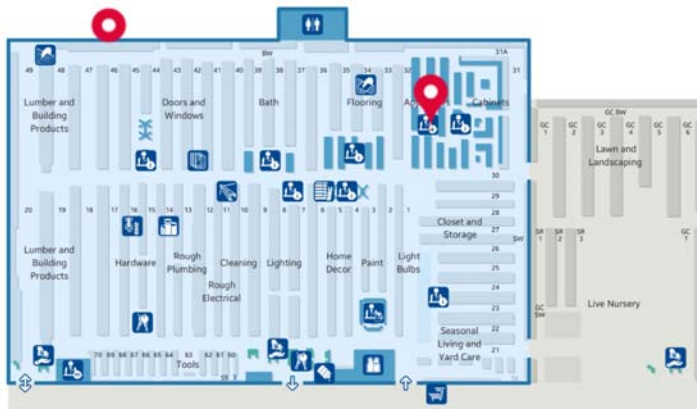 BW
31A
49 48 47 46 45 44 43 42 41 40 39 38 37 36 35 34 33 32 31
Lumber and
Building
Products
Doors and
Windows
Bath
Flooring
Cabinets
GC BW
GC
1
GC
2
GC
3
GC
4
GC
5
GC
6
Lawn and
Landscaping
30
29
28
27
26
25
24
23
22
21
20 19 18 17 16 15 14 13 12 11 10 9 8 7 6 5 4 3 2 1
Closet and
Storage
SW
SR
1
SR
2
SR
3
GC
7
Lumber and
Building
Products
Hardware
Rough
Plumbing
Rough
Electrical
Cleaning
Lighting
Home
Decor
Paint
Light
Bulbs
Live Nursery
GC
SW
Seasonal
Living and
Yard Care
70 69 68 67 66 65 64 63 62 61 60
Tools
59